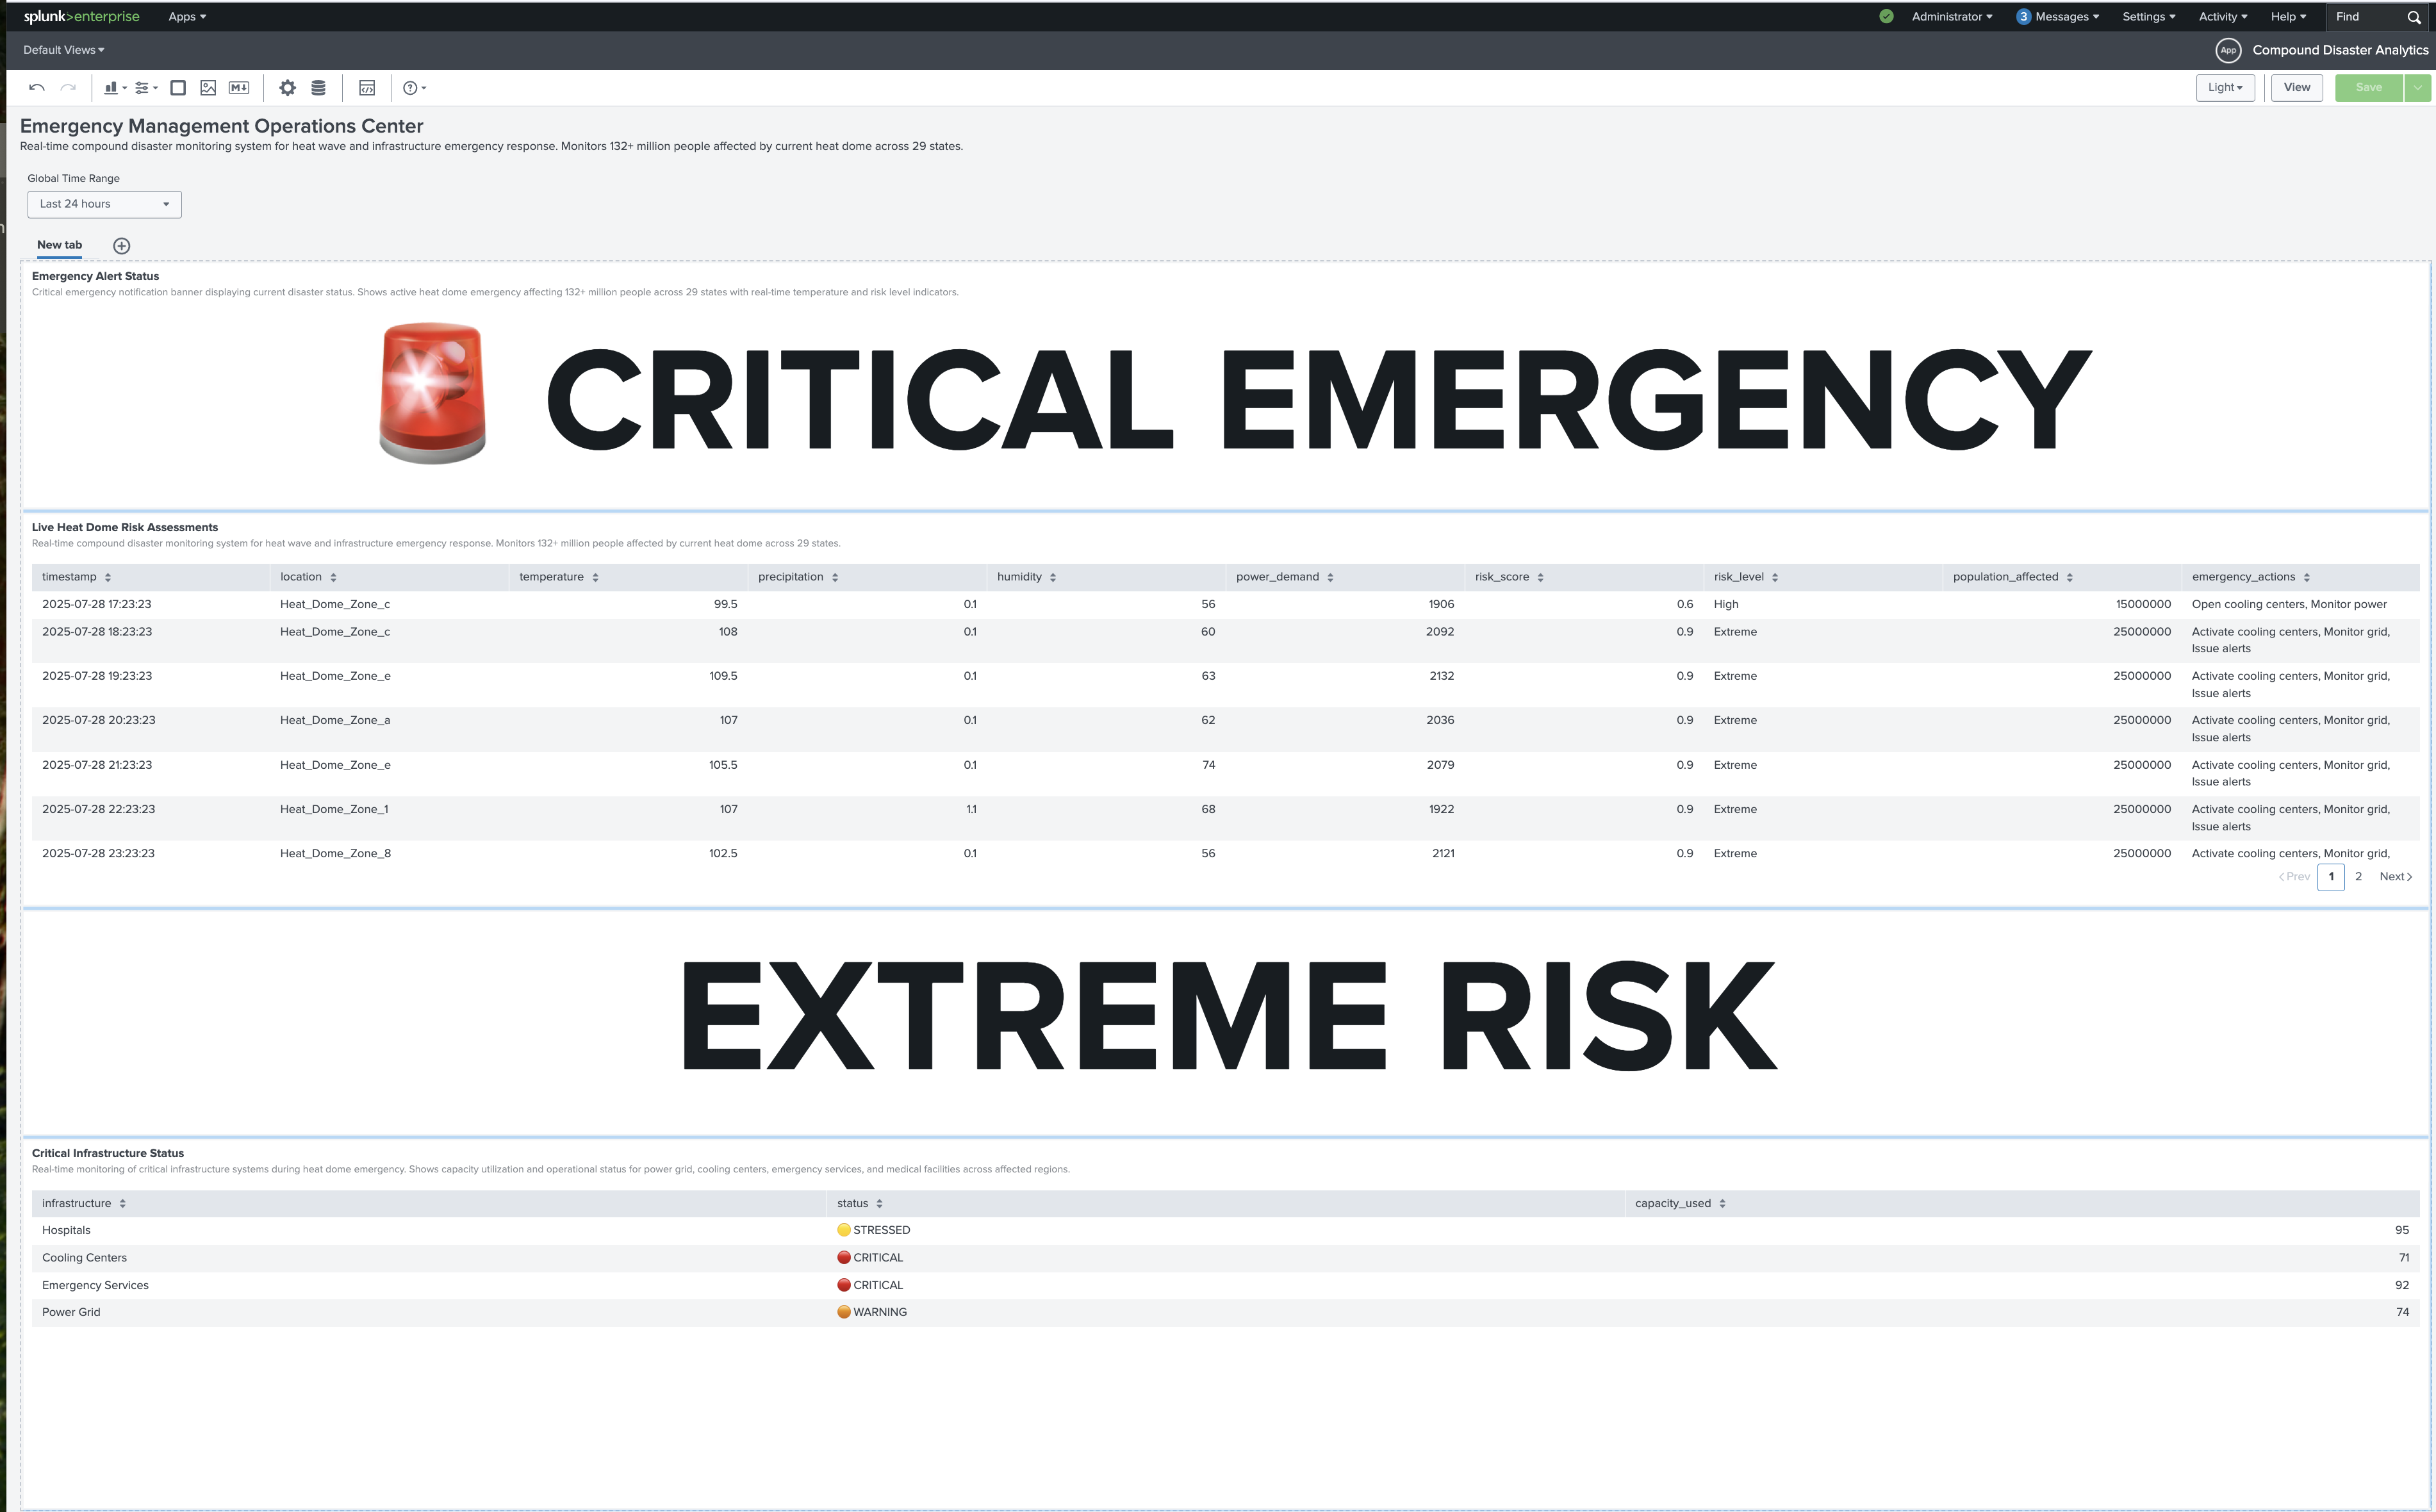 splunk>enterprise Apps Administrator 3 Messages Settings Activity Help Find
Default Views App Compound Disaster Analytics
M Light View Save
Emergency Management Operations Center
Real-time compound disaster monitoring system for heat wave and infrastructure emergency response. Monitors 132+ million people affected by current heat dome across 29 states.
Global Time Range
Last 24 hours
New tab
Emergency Alert Status
Critical emergency notification banner displaying current disaster status. Shows active heat dome emergency affecting 132+ million people across 29 states with real-time temperature and risk level indicators.
CRITICAL EMERGENCY
Live Heat Dome Risk Assessments
Real-time compound disaster monitoring system for heat wave and infrastructure emergency response. Monitors 132+ million people affected by current heat dome across 29 states.
timestamp location temperature precipitation humidity power_demand risk_score risk_level population_affected emergency_actions
2025-07-28 17:23:23 Heat_Dome_Zone_c 99.5 0.1 56 1906 0.6 High 15000000 Open cooling centers, Monitor power
2025-07-28 18:23:23 Heat_Dome_Zone_c 108 0.1 60 2092 0.9 Extreme 25000000 Activate cooling centers, Monitor grid,
Issue alerts
2025-07-28 19:23:23 Heat_Dome_Zone_e 109.5 0.1 63 2132 0.9 Extreme 25000000 Activate cooling centers, Monitor grid,
Issue alerts
2025-07-28 20:23:23 Heat_Dome_Zone_a 107 0.1 62 2036 0.9 Extreme 25000000 Activate cooling centers, Monitor grid,
Issue alerts
2025-07-28 21:23:23 Heat_Dome_Zone_e 105.5 0.1 74 2079 0.9 Extreme 25000000 Activate cooling centers, Monitor grid,
Issue alerts
2025-07-28 22:23:23 Heat_Dome_Zone_1 107 1.1 68 1922 0.9 Extreme 25000000 Activate cooling centers, Monitor grid,
Issue alerts
2025-07-28 23:23:23 Heat_Dome_Zone_8 102.5 0.1 56 2121 0.9 Extreme 25000000 Activate cooling centers, Monitor grid,
Prev 1 2 Next
EXTREME RISK
Critical Infrastructure Status
Real-time monitoring of critical infrastructure systems during heat dome emergency. Shows capacity utilization and operational status for power grid, cooling centers, emergency services, and medical facilities across affected regions.
infrastructure status capacity_used
Hospitals STRESSED 95
Cooling Centers CRITICAL 71
Emergency Services CRITICAL 92
Power Grid WARNING 74